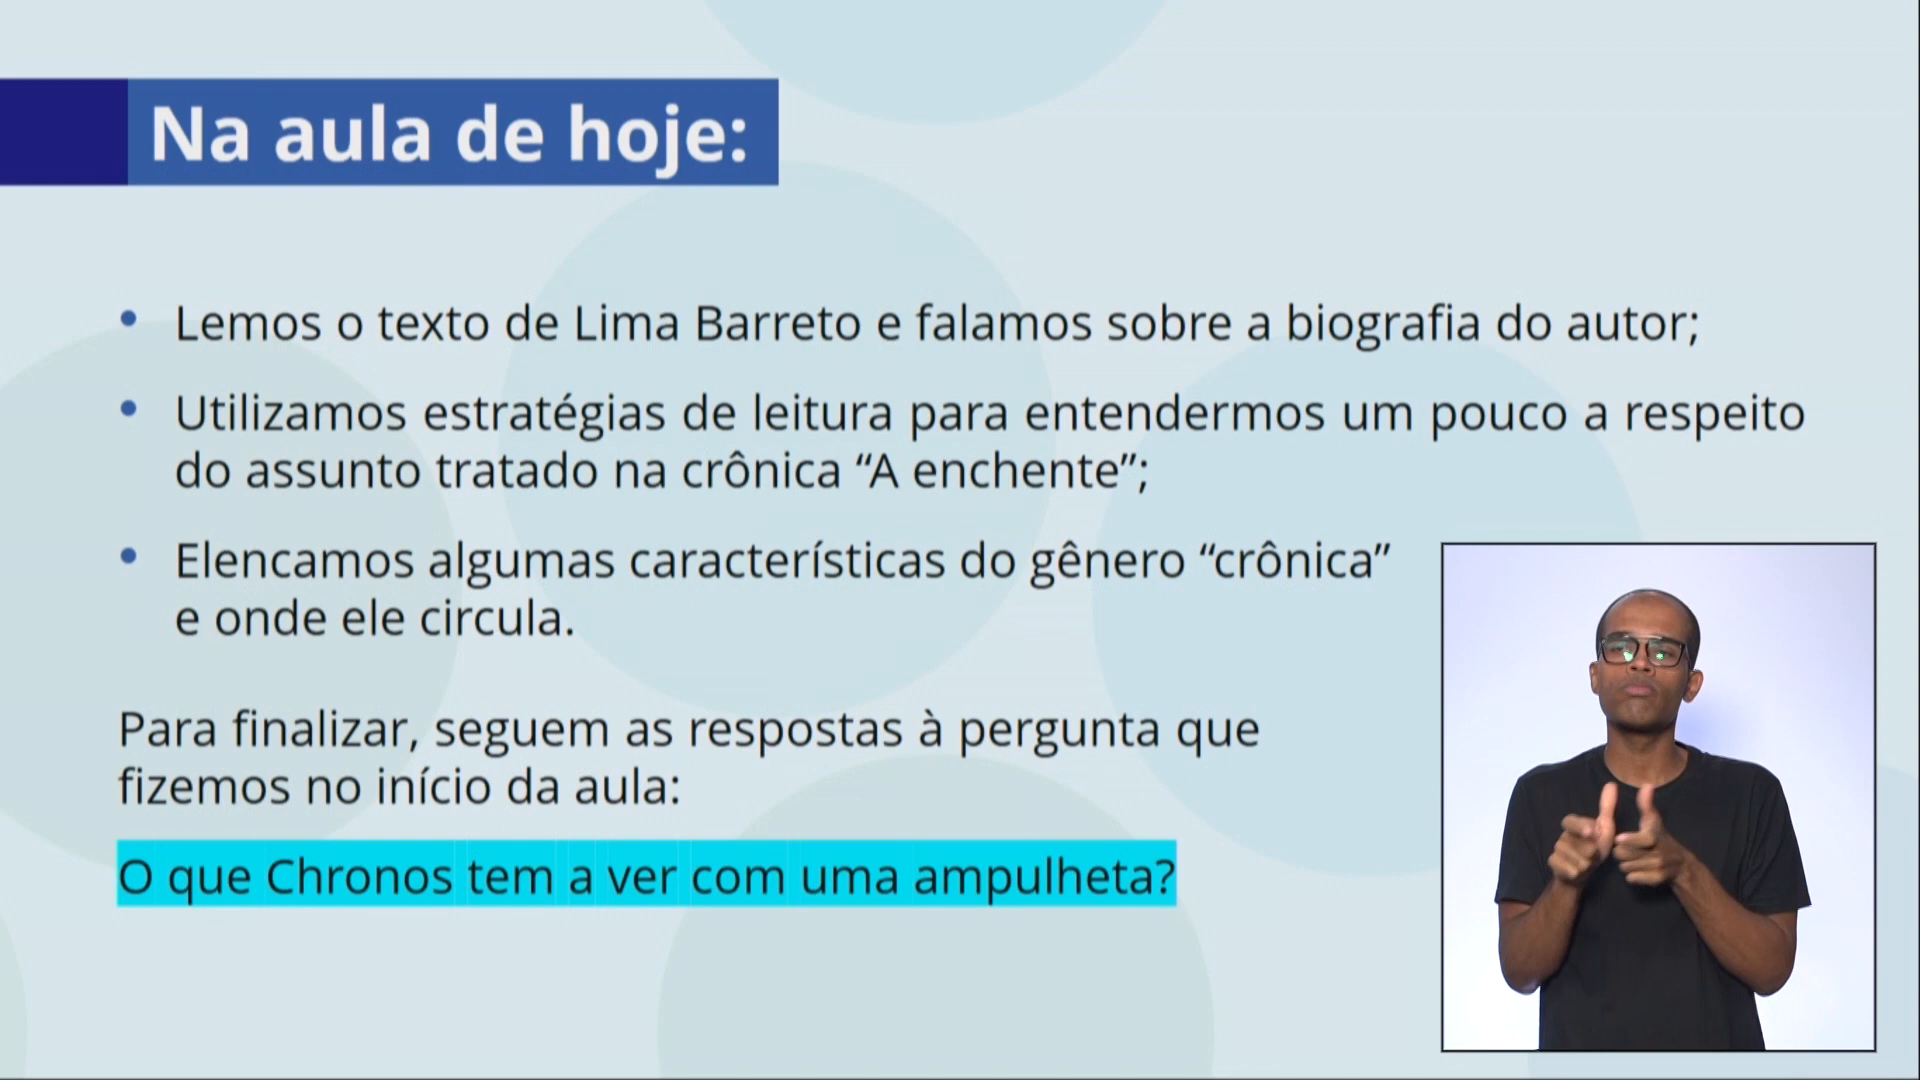 Na aula de hoje:
• Lemos o texto de Lima Barreto e falamos sobre a biografia do autor;
• Utilizamos estratégias de leitura para entendermos um pouco a respeito
do assunto tratado na crônica “A enchente”;
• Elencamos algumas características do gênero “crônica”
e onde ele circula.
Para finalizar, seguem as respostas à pergunta que
fizemos no início da aula:
O que Chronos tem a ver com uma ampulheta?